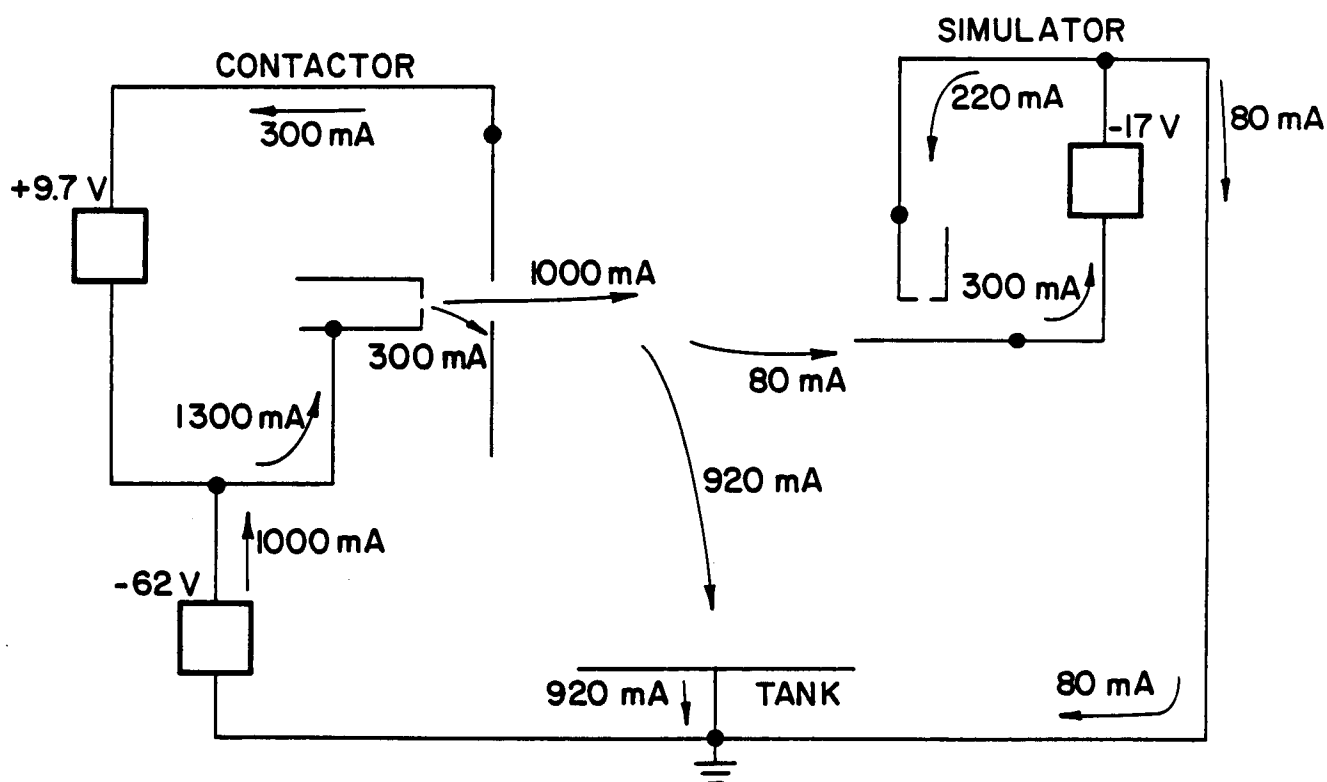 SIMULATOR
CONTACTOR
300 mA
220 mA
80 mA
-17 V
+9.7 V
1000 mA
300 mA
300 mA
80 mA
1300 mA
920 mA
1000 mA
-62 V
920 mA
TANK
80 mA